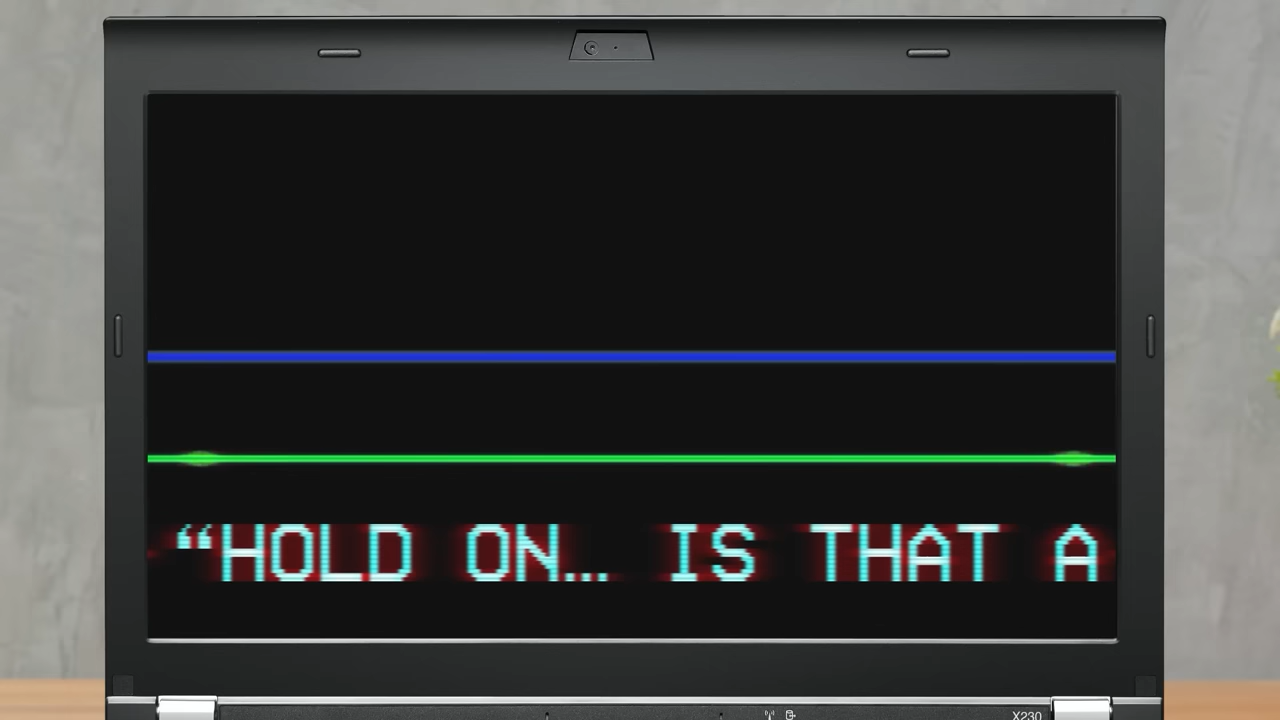 “HOLD ON... IS THAT A
X230